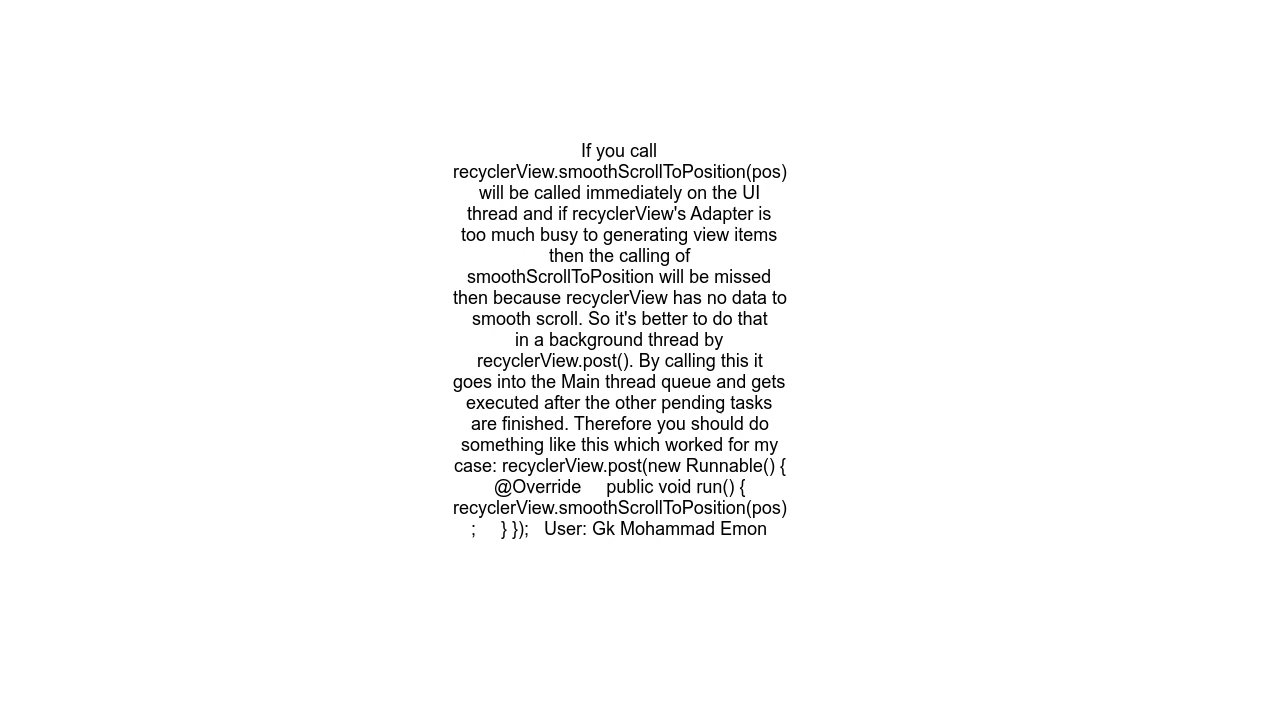 If you call
recyclerView.smoothScrollToPosition(pos)
will be called immediately on the UI
thread and if recyclerView's Adapter is
too much busy to generating view items
then the calling of
smoothScrollToPosition will be missed
then because recyclerView has no data to
smooth scroll. So it's better to do that
in a background thread by
recyclerView.post(). By calling this it
goes into the Main thread queue and gets
executed after the other pending tasks
are finished. Therefore you should do
something like this which worked for my
case: recyclerView.post(new Runnable() {
@Override     public void run() {
recyclerView.smoothScrollToPosition(pos)
;     } });   User: Gk Mohammad Emon